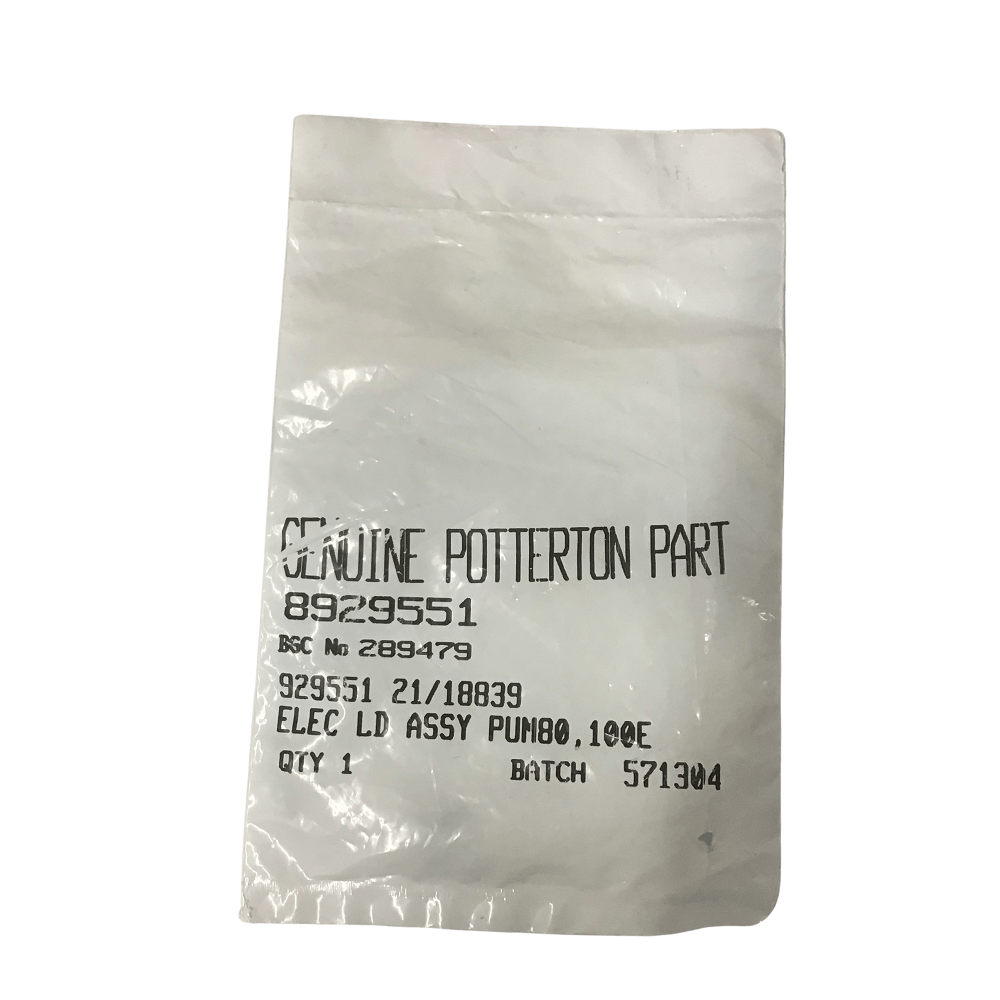 GENUINE POTTERTON PART
8929551
BGC No 289479
929551 21/18839
ELEC LD ASSY PUM80,100E
QTY 1 BATCH 571304